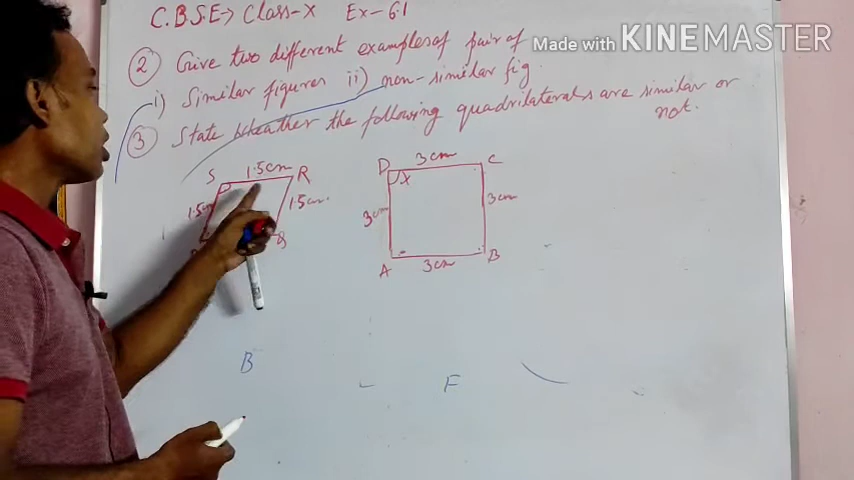 C.B.S.E → Class-X Ex-6.1
Made with KINEMASTER
② Give two different examples of pair of
i) Similar figures ii) non-similar fig
③ State wheather the following quadrilaterals are similar or
not.
S 1.5cm R
1.5cm 1.5cm
Q
D 3cm C
x
3cm 3cm
A 3cm B
B F